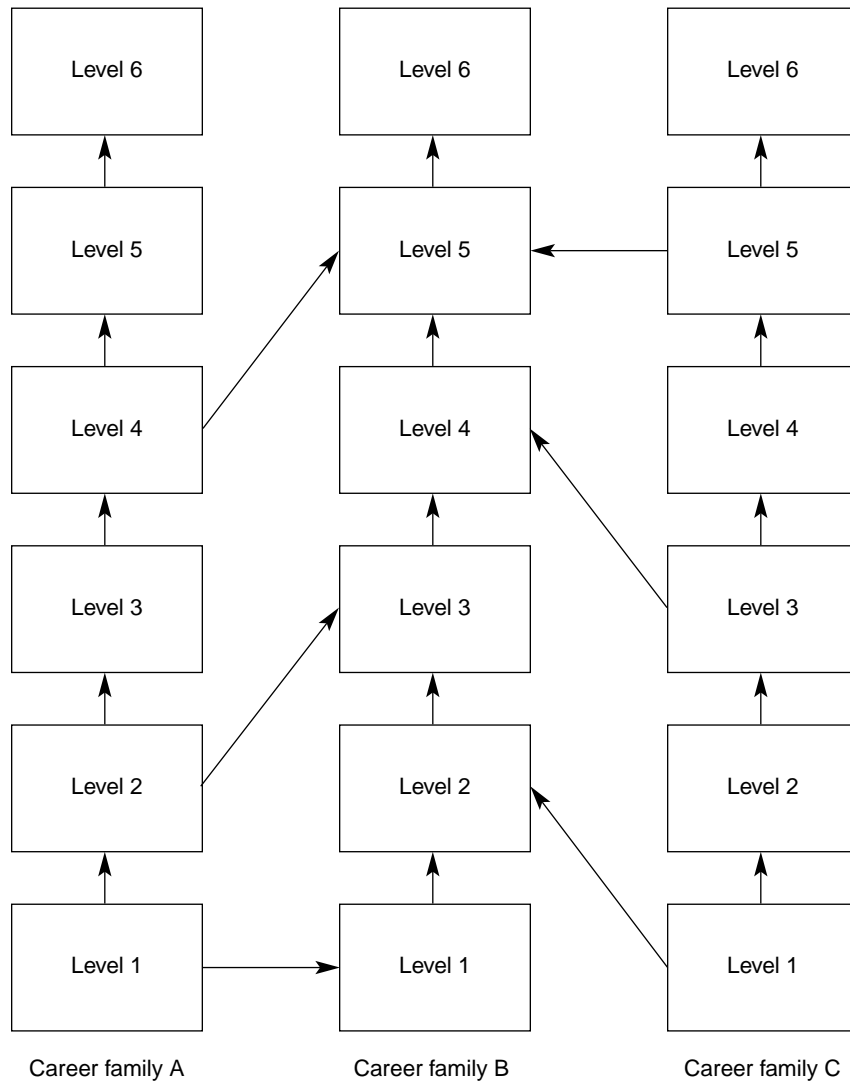 Level 6 Level 6 Level 6
Level 5 Level 5 Level 5
Level 4 Level 4 Level 4
Level 3 Level 3 Level 3
Level 2 Level 2 Level 2
Level 1 Level 1 Level 1
Career family A Career family B Career family C